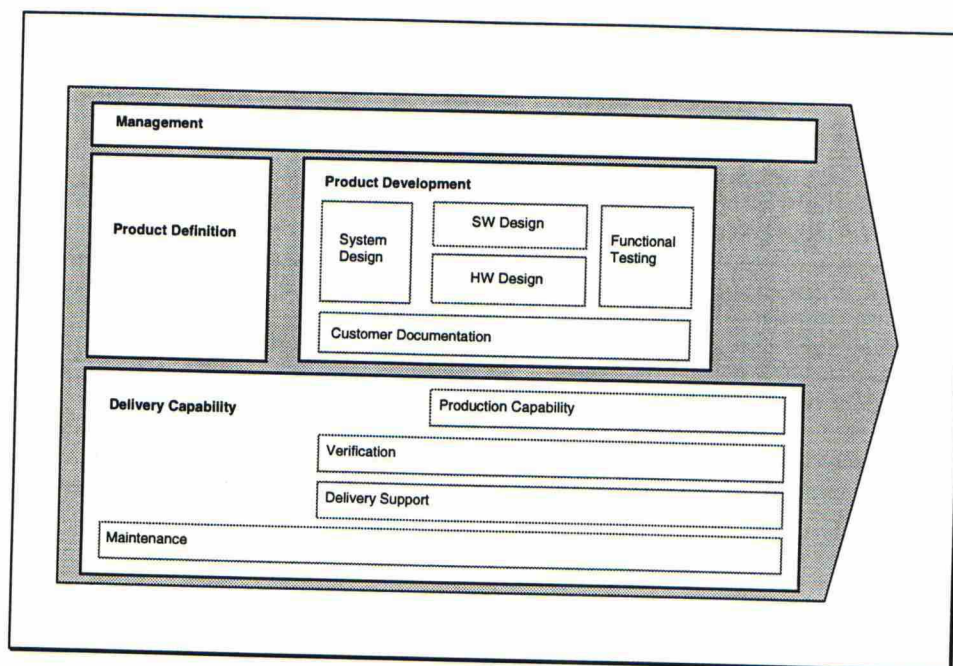 Management
Product Definition
Product Development
System
Design
SW Design
HW Design
Functional
Testing
Customer Documentation
Delivery Capability
Production Capability
Verification
Delivery Support
Maintenance